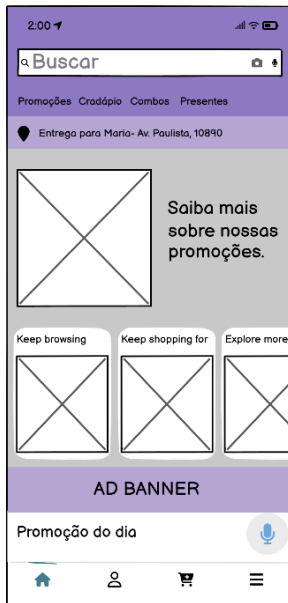 2:00
Buscar
Promoções Cradápio Combos Presentes
Entrega para Maria- Av. Paulista, 10890
Saiba mais
sobre nossas
promoções.
Keep browsing Keep shopping for Explore more
AD BANNER
Promoção do dia